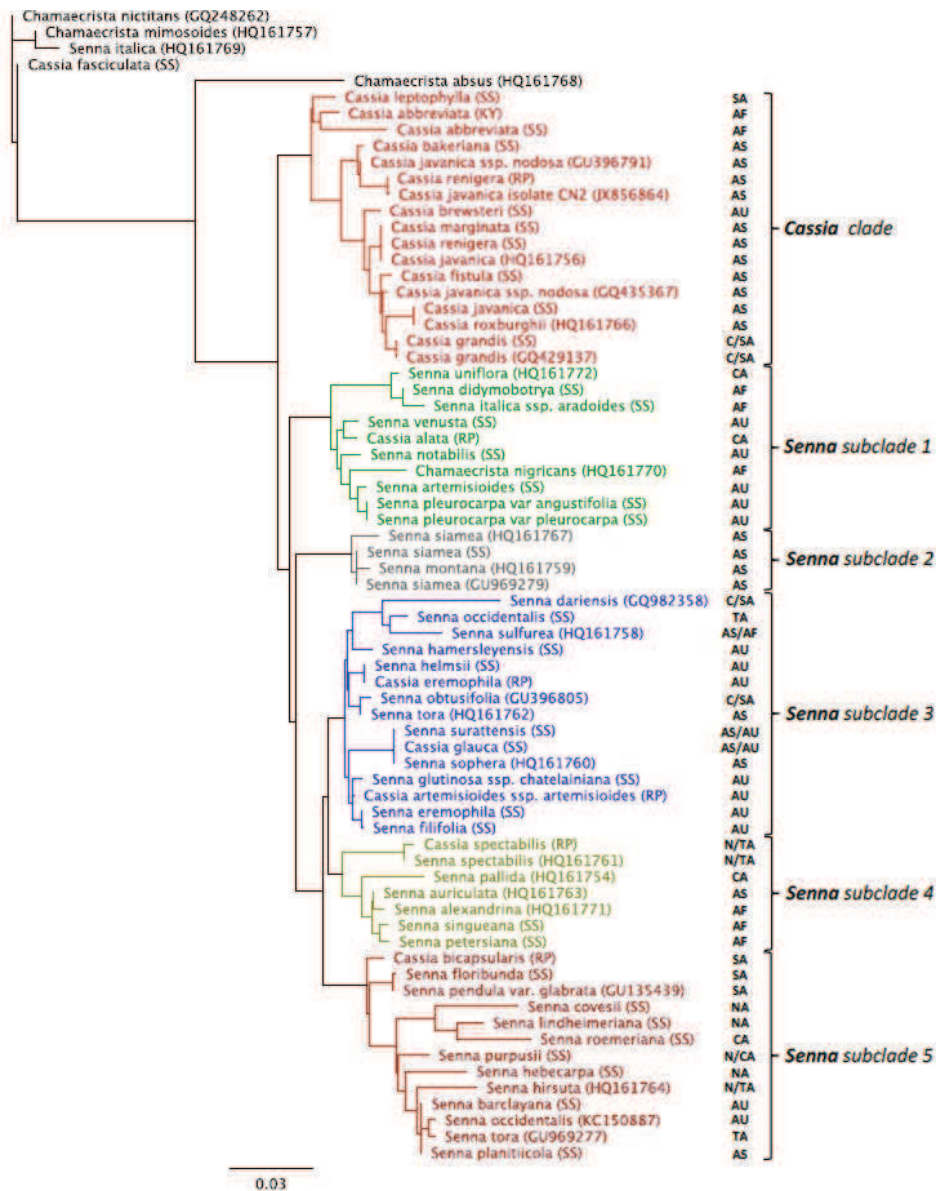 Chamaecrista nictitans (GQ248262)
Chamaecrista mimosoides (HQ161757)
Senna italica (HQ161769)
Cassia fasciculata (SS)
Chamaecrista absus (HQ161768)
Cassia leptophylla (SS) SA
Cassia abbreviata (KY) AF
Cassia abbreviata (SS) AF
Cassia bakeriana (SS) AS
Cassia javanica ssp. nodosa (GU396791) AS
Cassia renigera (RP) AS
Cassia javanica isolate CN2 (JX856864) AS
Cassia brewsteri (SS) AU
Cassia marginata (SS) AS
Cassia clade
Cassia renigera (SS) AS
Cassia javanica (HQ161756) AS
Cassia fistula (SS) AS
Cassia javanica ssp. nodosa (GQ435367) AS
Cassia javanica (SS) AS
Cassia roxburghii (HQ161766) AS
Cassia grandis (SS) C/SA
Cassia grandis (GQ429137) C/SA
Senna uniflora (HQ161772) CA
Senna didymobotrya (SS) AF
Senna italica ssp. aradoides (SS) AF
Senna venusta (SS) AU
Cassia alata (RP) CA
Senna subclade 1
Senna notabilis (SS) AU
Chamaecrista nigricans (HQ161770) AF
Senna artemisioides (SS) AU
Senna pleurocarpa var angustifolia (SS) AU
Senna pleurocarpa var pleurocarpa (SS) AU
Senna siamea (HQ161767) AS
Senna siamea (SS) AS
Senna subclade 2
Senna montana (HQ161759) AS
Senna siamea (GU969279) AS
Senna dariensis (GQ982358) C/SA
Senna occidentalis (SS) TA
Senna sulfurea (HQ161758) AS/AF
Senna hamersleyensis (SS) AU
Senna helmsii (SS) AU
Cassia eremophila (RP) AU
Senna obtusifolia (GU396805) C/SA
Senna tora (HQ161762) AS
Senna subclade 3
Senna surattensis (SS) AS/AU
Cassia glauca (SS) AS/AU
Senna sophera (HQ161760) AS
Senna glutinosa ssp. chatelainiana (SS) AU
Cassia artemisioides ssp. artemisioides (RP) AU
Senna eremophila (SS) AU
Senna filifolia (SS) AU
Cassia spectabilis (RP) N/TA
Senna spectabilis (HQ161761) N/TA
Senna pallida (HQ161754) CA
Senna auriculata (HQ161763) AS
Senna subclade 4
Senna alexandrina (HQ161771) AF
Senna singueana (SS) AF
Senna petersiana (SS) AF
Cassia bicapsularis (RP) SA
Senna floribunda (SS) SA
Senna pendula var. glabrata (GU135439) SA
Senna covesii (SS) NA
Senna lindheimeriana (SS) NA
Senna roemeriana (SS) CA
Senna purpusii (SS) N/CA
Senna subclade 5
Senna hebecarpa (SS) NA
Senna hirsuta (HQ161764) N/TA
Senna barclayana (SS) AU
Senna occidentalis (KC150887) AU
Senna tora (GU969277) TA
Senna planitiicola (SS) AS
0.03